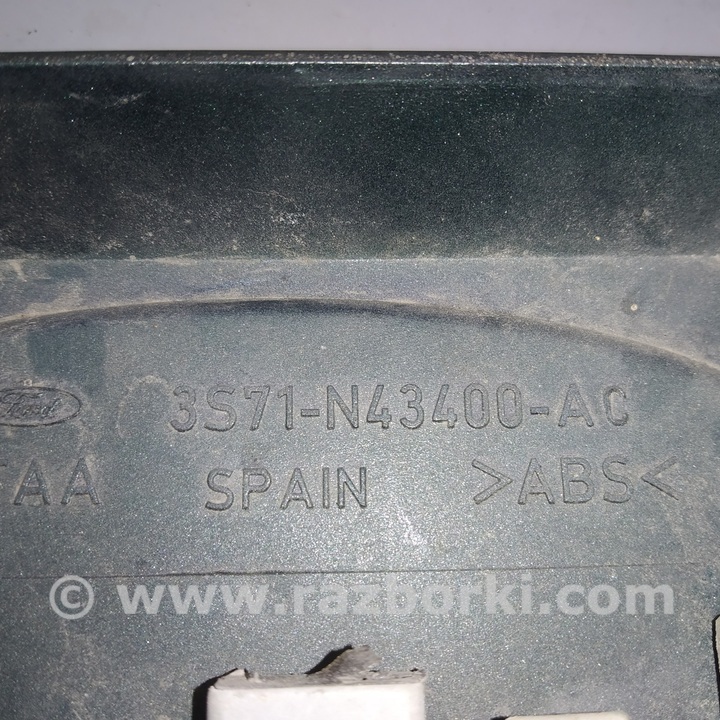 Ford 3S71-N43400-AC
FAA SPAIN >ABS<
© www.razborki.com